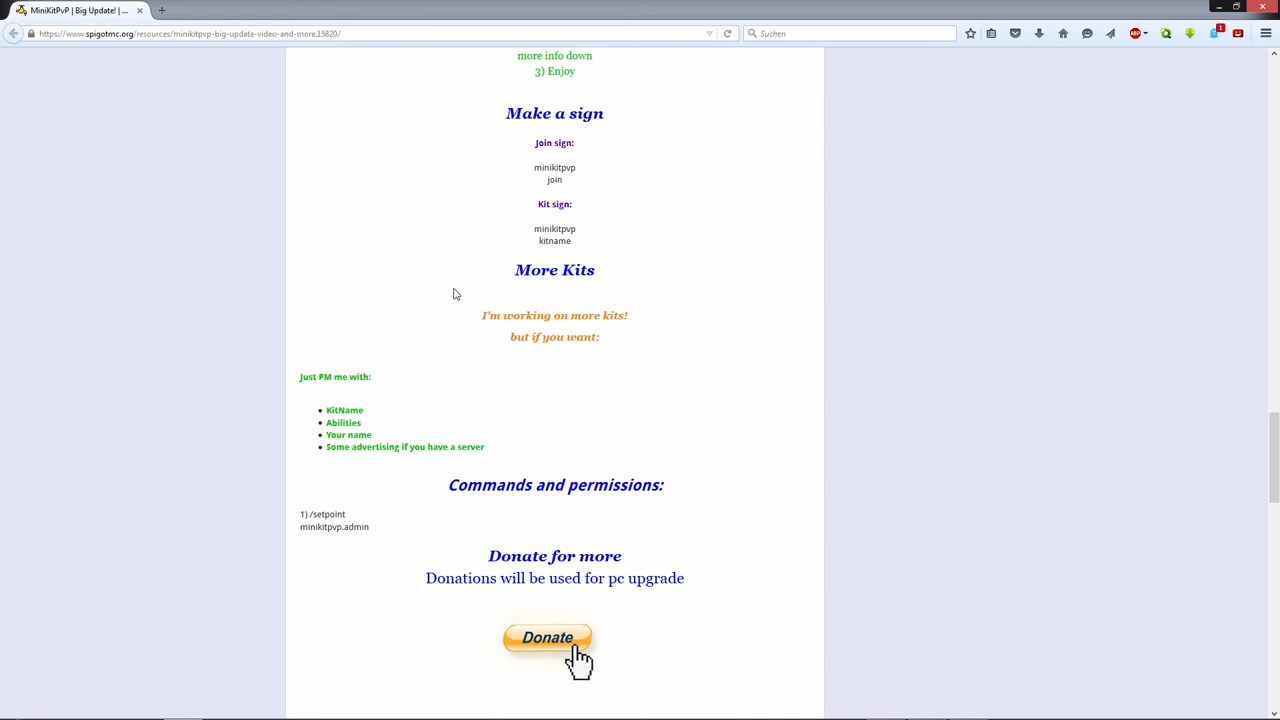 MiniKitPvP | Big Update! | ...
https://www.spigotmc.org/resources/minikitpvp-big-update-video-and-more.15820/
Suchen
ABP
1
more info down
3) Enjoy
Make a sign
Join sign:
minikitpvp
join
Kit sign:
minikitpvp
kitname
More Kits
I'm working on more kits!
but if you want:
Just PM me with:
KitName
Abilities
Your name
Some advertising if you have a server
Commands and permissions:
1) /setpoint
minikitpvp.admin
Donate for more
Donations will be used for pc upgrade
Donate